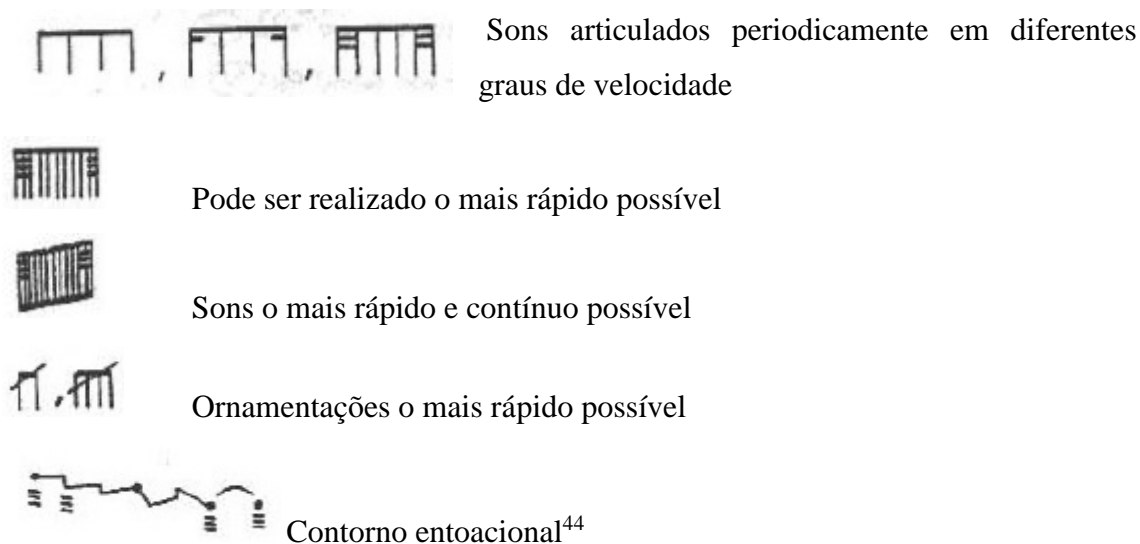 Sons articulados periodicamente em diferentes
graus de velocidade
Pode ser realizado o mais rápido possível
Sons o mais rápido e contínuo possível
Ornamentações o mais rápido possível
Contorno entoacional44